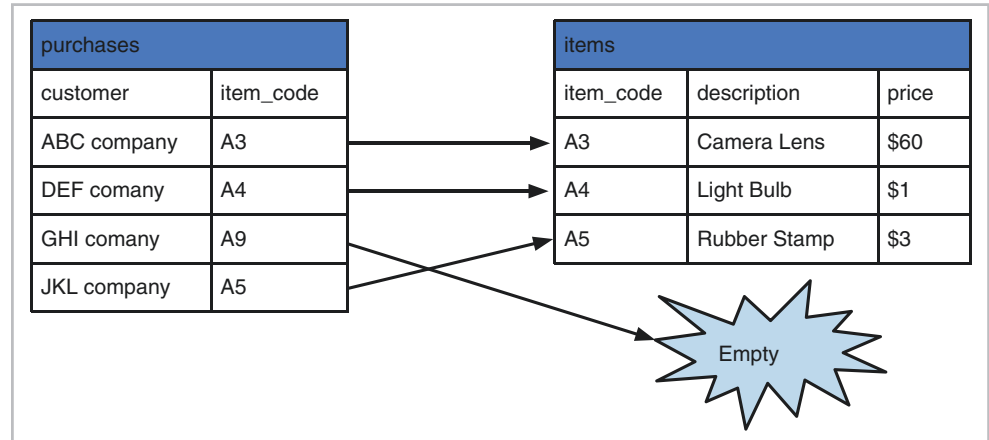 purchases
customer item_code
ABC company A3
DEF comany A4
GHI comany A9
JKL company A5
items
item_code description price
A3 Camera Lens $60
A4 Light Bulb $1
A5 Rubber Stamp $3
Empty